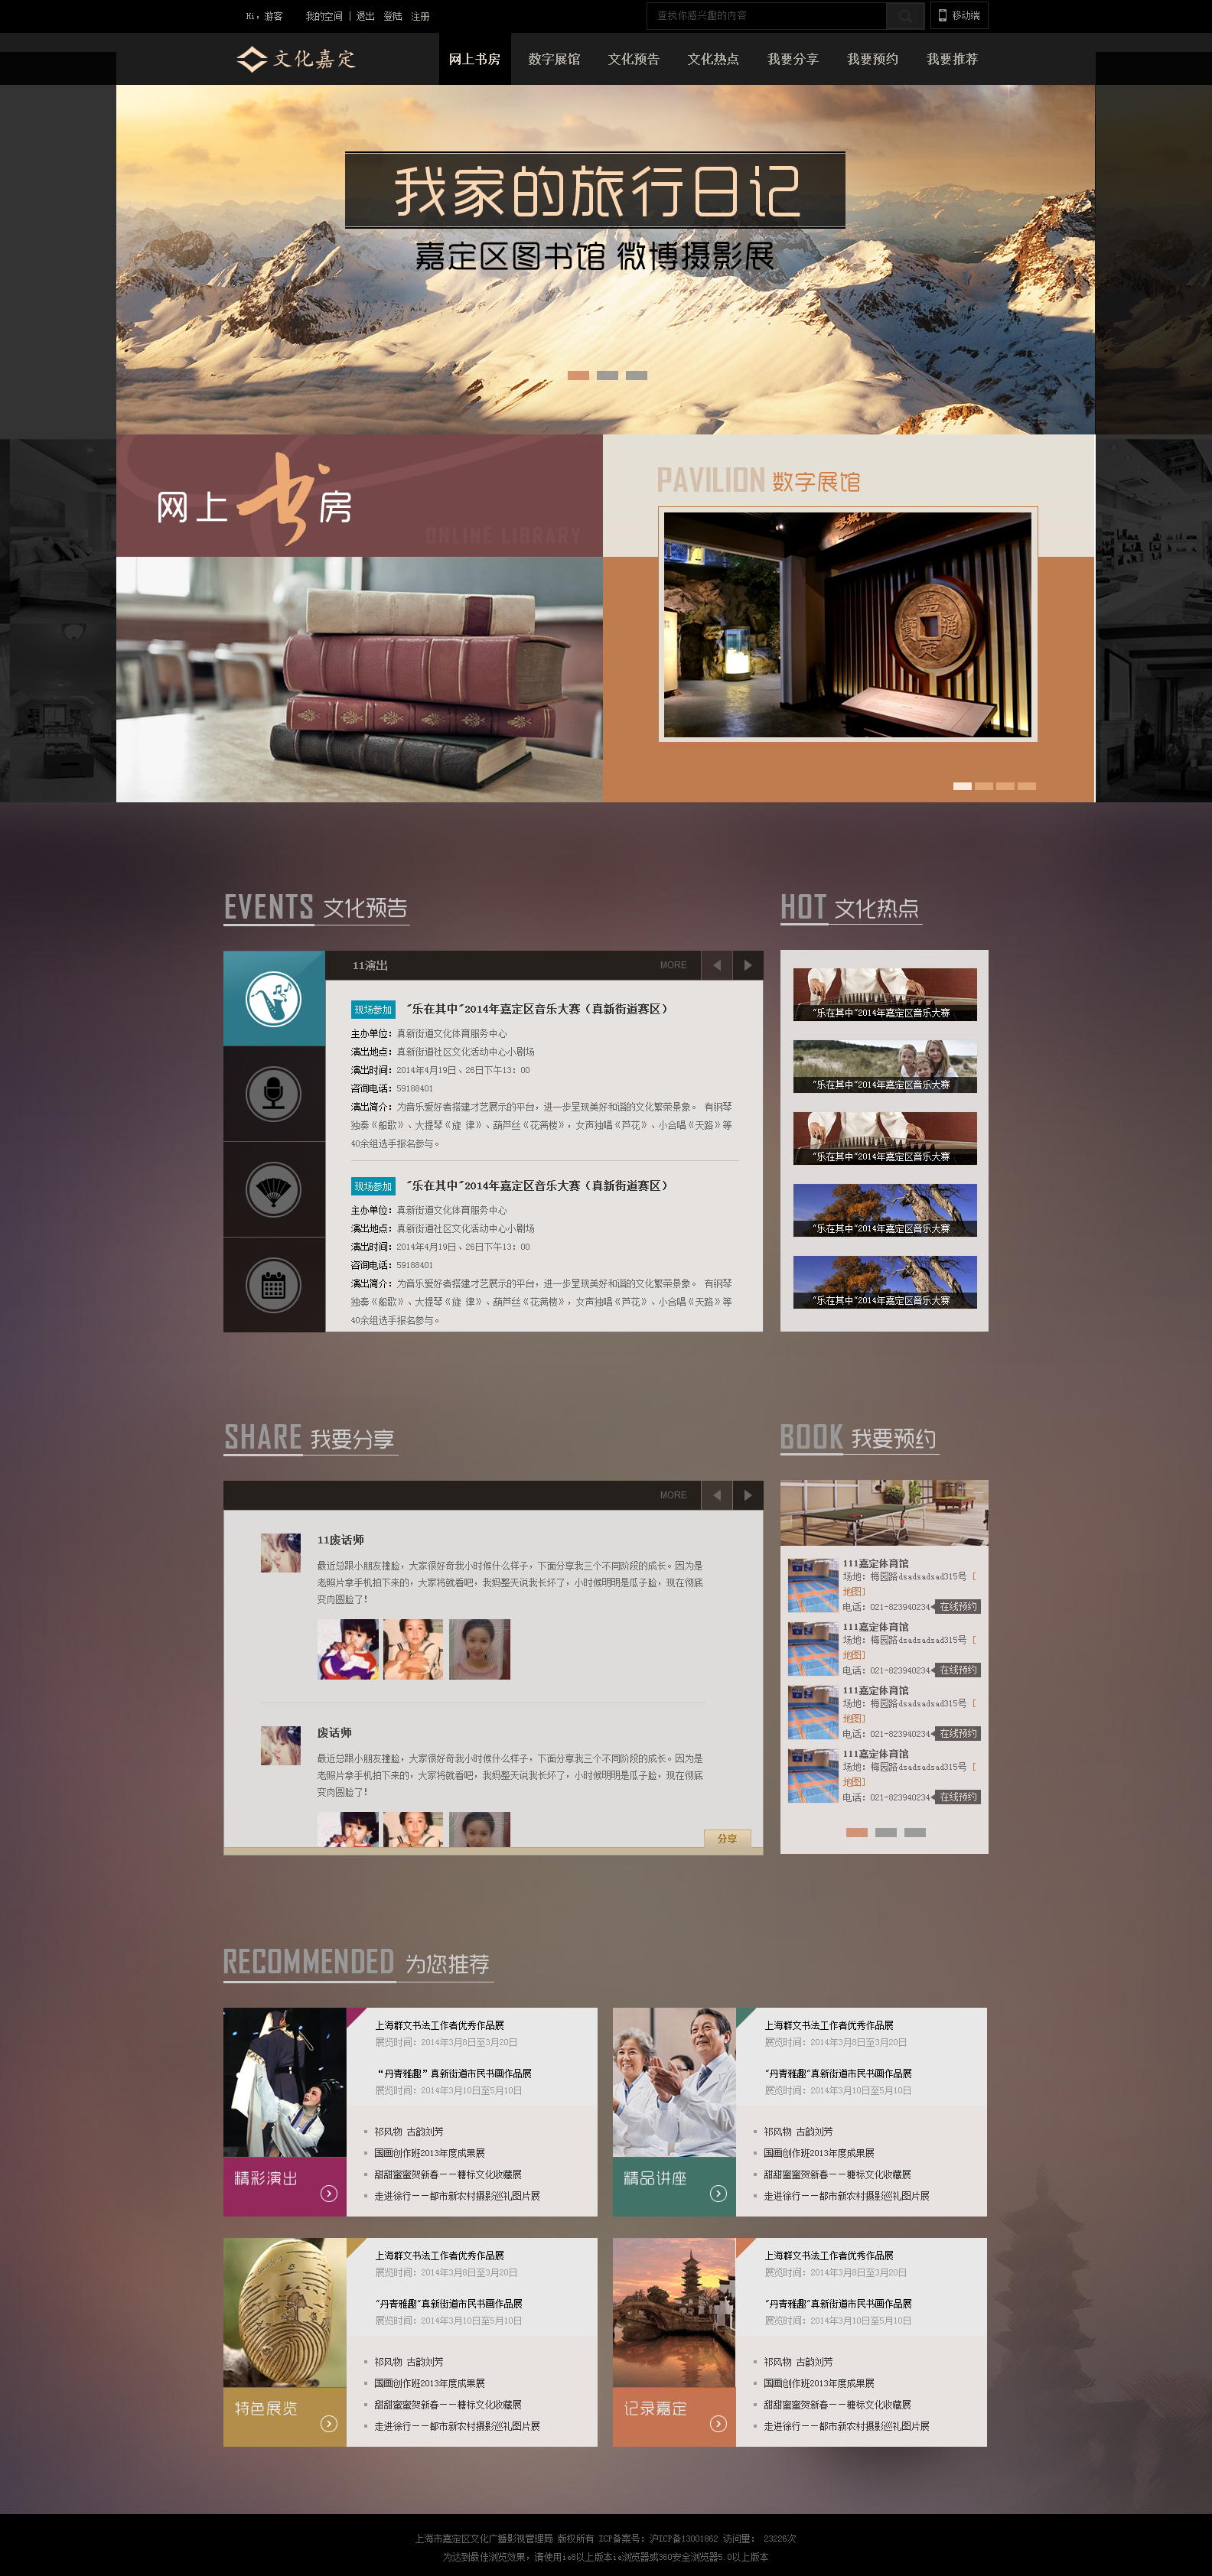 Hi，游客 我的空间 | 退出 登陆 注册
查找你感兴趣的内容
移动端
文化嘉定
网上书房 数字展馆 文化预告 文化热点 我要分享 我要预约 我要推荐
我家的旅行日记
嘉定区图书馆 微博摄影展
网上书房
ONLINE LIBRARY
PAVILION 数字展馆
嘉定通宝
EVENTS 文化预告
11演出
MORE
现场参加 "乐在其中"2014年嘉定区音乐大赛（真新街道赛区）
主办单位：真新街道文化体育服务中心
演出地点：真新街道社区文化活动中心小剧场
演出时间：2014年4月19日、26日下午13：00
咨询电话：59188401
演出简介：为音乐爱好者搭建才艺展示的平台，进一步呈现美好和谐的文化繁荣景象。 有钢琴
独奏《船歌》、大提琴《旋 律》、葫芦丝《花满楼》，女声独唱《芦花》、小合唱《天路》等
40余组选手报名参与。
现场参加 "乐在其中"2014年嘉定区音乐大赛（真新街道赛区）
主办单位：真新街道文化体育服务中心
演出地点：真新街道社区文化活动中心小剧场
演出时间：2014年4月19日、26日下午13：00
咨询电话：59188401
演出简介：为音乐爱好者搭建才艺展示的平台，进一步呈现美好和谐的文化繁荣景象。 有钢琴
独奏《船歌》、大提琴《旋 律》、葫芦丝《花满楼》，女声独唱《芦花》、小合唱《天路》等
40余组选手报名参与。
HOT 文化热点
"乐在其中"2014年嘉定区音乐大赛
"乐在其中"2014年嘉定区音乐大赛
"乐在其中"2014年嘉定区音乐大赛
"乐在其中"2014年嘉定区音乐大赛
"乐在其中"2014年嘉定区音乐大赛
SHARE 我要分享
MORE
11废话师
最近总跟小朋友撞脸，大家很好奇我小时候什么样子，下面分享我三个不同阶段的成长。因为是
老照片拿手机拍下来的，大家将就看吧，我妈整天说我长坏了，小时候明明是瓜子脸，现在彻底
变肉圆脸了！
废话师
最近总跟小朋友撞脸，大家很好奇我小时候什么样子，下面分享我三个不同阶段的成长。因为是
老照片拿手机拍下来的，大家将就看吧，我妈整天说我长坏了，小时候明明是瓜子脸，现在彻底
变肉圆脸了！
分享
BOOK 我要预约
111嘉定体育馆
场地：梅园路dsadsadsad315号 [
地图]
电话：021-823940234 在线预约
111嘉定体育馆
场地：梅园路dsadsadsad315号 [
地图]
电话：021-823940234 在线预约
111嘉定体育馆
场地：梅园路dsadsadsad315号 [
地图]
电话：021-823940234 在线预约
111嘉定体育馆
场地：梅园路dsadsadsad315号 [
地图]
电话：021-823940234 在线预约
RECOMMENDED 为您推荐
上海群文书法工作者优秀作品展
展览时间：2014年3月8日至3月20日
“丹青雅趣”真新街道市民书画作品展
展览时间：2014年3月10日至5月10日
祁风物 古韵刘芳
国画创作班2013年度成果展
甜甜蜜蜜贺新春——糖标文化收藏展
走进徐行——都市新农村摄影巡礼图片展
精彩演出
上海群文书法工作者优秀作品展
展览时间：2014年3月8日至3月20日
"丹青雅趣"真新街道市民书画作品展
展览时间：2014年3月10日至5月10日
祁风物 古韵刘芳
国画创作班2013年度成果展
甜甜蜜蜜贺新春——糖标文化收藏展
走进徐行——都市新农村摄影巡礼图片展
精品讲座
上海群文书法工作者优秀作品展
展览时间：2014年3月8日至3月20日
"丹青雅趣"真新街道市民书画作品展
展览时间：2014年3月10日至5月10日
祁风物 古韵刘芳
国画创作班2013年度成果展
甜甜蜜蜜贺新春——糖标文化收藏展
走进徐行——都市新农村摄影巡礼图片展
特色展览
上海群文书法工作者优秀作品展
展览时间：2014年3月8日至3月20日
"丹青雅趣"真新街道市民书画作品展
展览时间：2014年3月10日至5月10日
祁风物 古韵刘芳
国画创作班2013年度成果展
甜甜蜜蜜贺新春——糖标文化收藏展
走进徐行——都市新农村摄影巡礼图片展
记录嘉定
上海市嘉定区文化广播影视管理局 版权所有 ICP备案号：沪ICP备13001862 访问量： 23226次
为达到最佳浏览效果，请使用ie8以上版本ie浏览器或360安全浏览器5.0以上版本